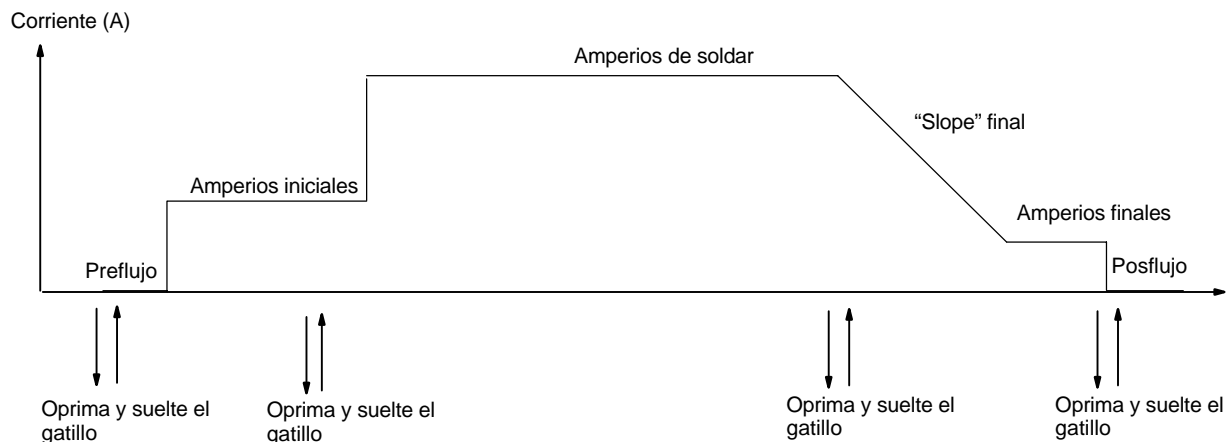 Corriente (A)
Amperios de soldar
“Slope” final
Amperios iniciales
Amperios finales
Preflujo
Posflujo
Oprima y suelte el
gatillo
Oprima y suelte el
gatillo
Oprima y suelte el
gatillo
Oprima y suelte el
gatillo